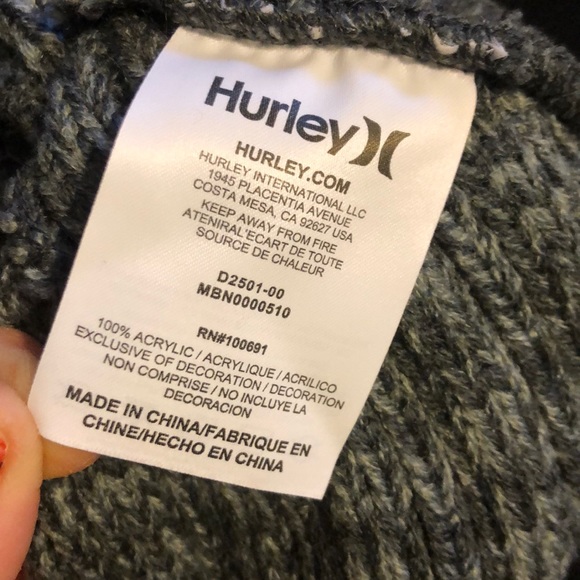 Hurley
HURLEY.COM
HURLEY INTERNATIONAL LLC
1945 PLACENTIA AVENUE
COSTA MESA, CA 92627 USA
KEEP AWAY FROM FIRE
ATENIRAL'ECART DE TOUTE
SOURCE DE CHALEUR
D2501-00
MBN0000510
RN#100691
100% ACRYLIC / ACRYLIQUE / ACRILICO
EXCLUSIVE OF DECORATION / DECORATION
NON COMPRISE / NO INCLUYE LA
DECORACION
MADE IN CHINA/FABRIQUE EN
CHINE/HECHO EN CHINA